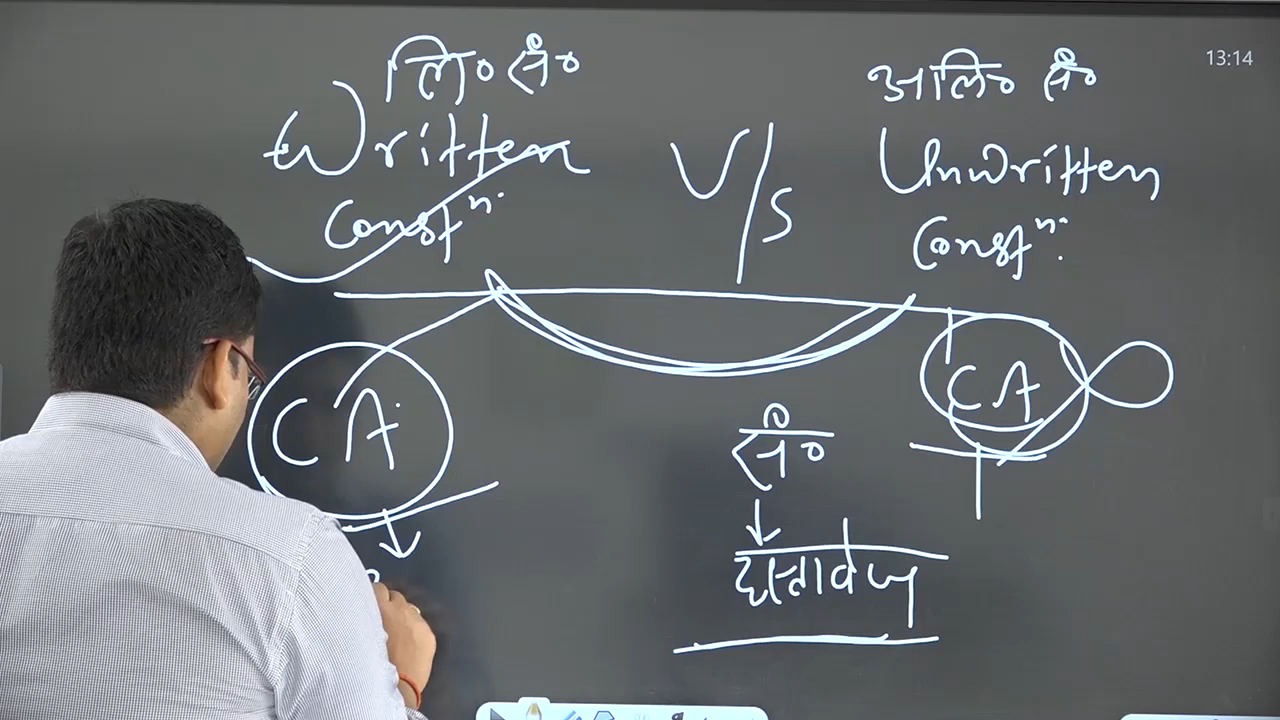 13:14
लि० सं०
Written
Constⁿ.
V/S
अलि० सं०
Unwritten
Constⁿ.
CA.
CA
सं०
दस्तावेज